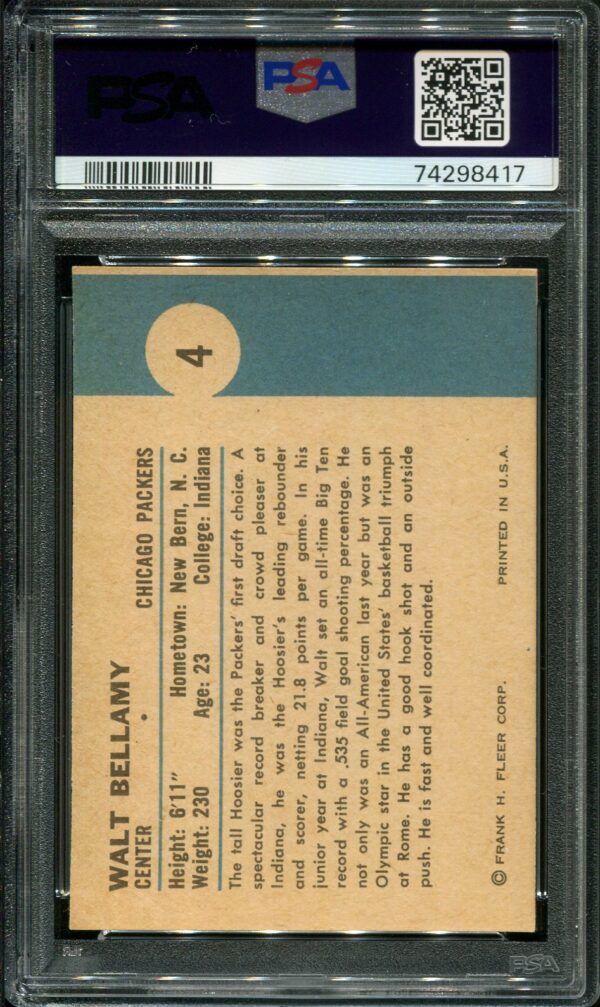 PSA
PSA
74298417
4
WALT BELLAMY
CENTER • CHICAGO PACKERS
Height: 6'11" Hometown: New Bern, N. C.
Weight: 230 Age: 23 College: Indiana
The tall Hoosier was the Packers' first draft choice. A
spectacular record breaker and crowd pleaser at
Indiana, he was the Hoosier's leading rebounder
and scorer, netting 21.8 points per game. In his
junior year at Indiana, Walt set an all-time Big Ten
record with a .535 field goal shooting percentage. He
not only was an All-American last year but was an
Olympic star in the United States' basketball triumph
at Rome. He has a good hook shot and an outside
push. He is fast and well coordinated.
© FRANK H. FLEER CORP. PRINTED IN U.S.A.
PSA